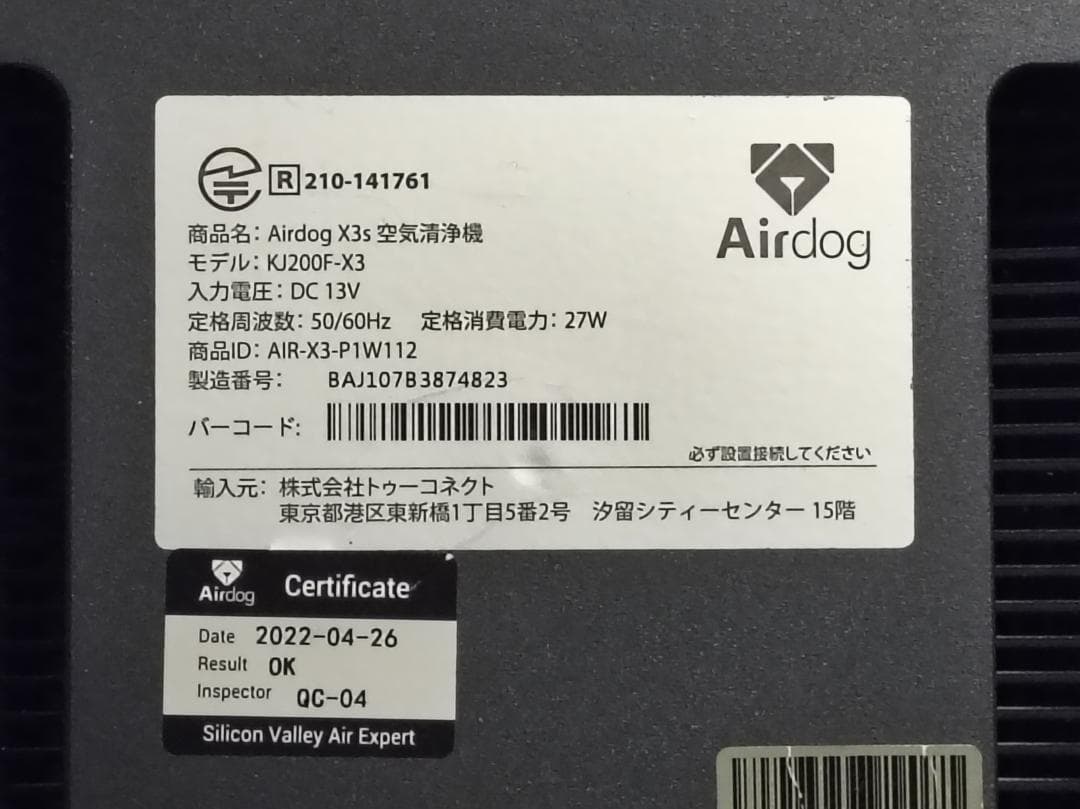 R 210-141761
Airdog
商品名: Airdog X3s 空気清浄機
モデル: KJ200F-X3
入力電圧: DC 13V
定格周波数: 50/60Hz 定格消費電力: 27W
商品ID: AIR-X3-P1W112
製造番号: BAJ107B3874823
バーコード:
必ず設置接続してください
輸入元: 株式会社トゥーコネクト
東京都港区東新橋1丁目5番2号 汐留シティーセンター 15階
Airdog Certificate
Date 2022-04-26
Result OK
Inspector QC-04
Silicon Valley Air Expert